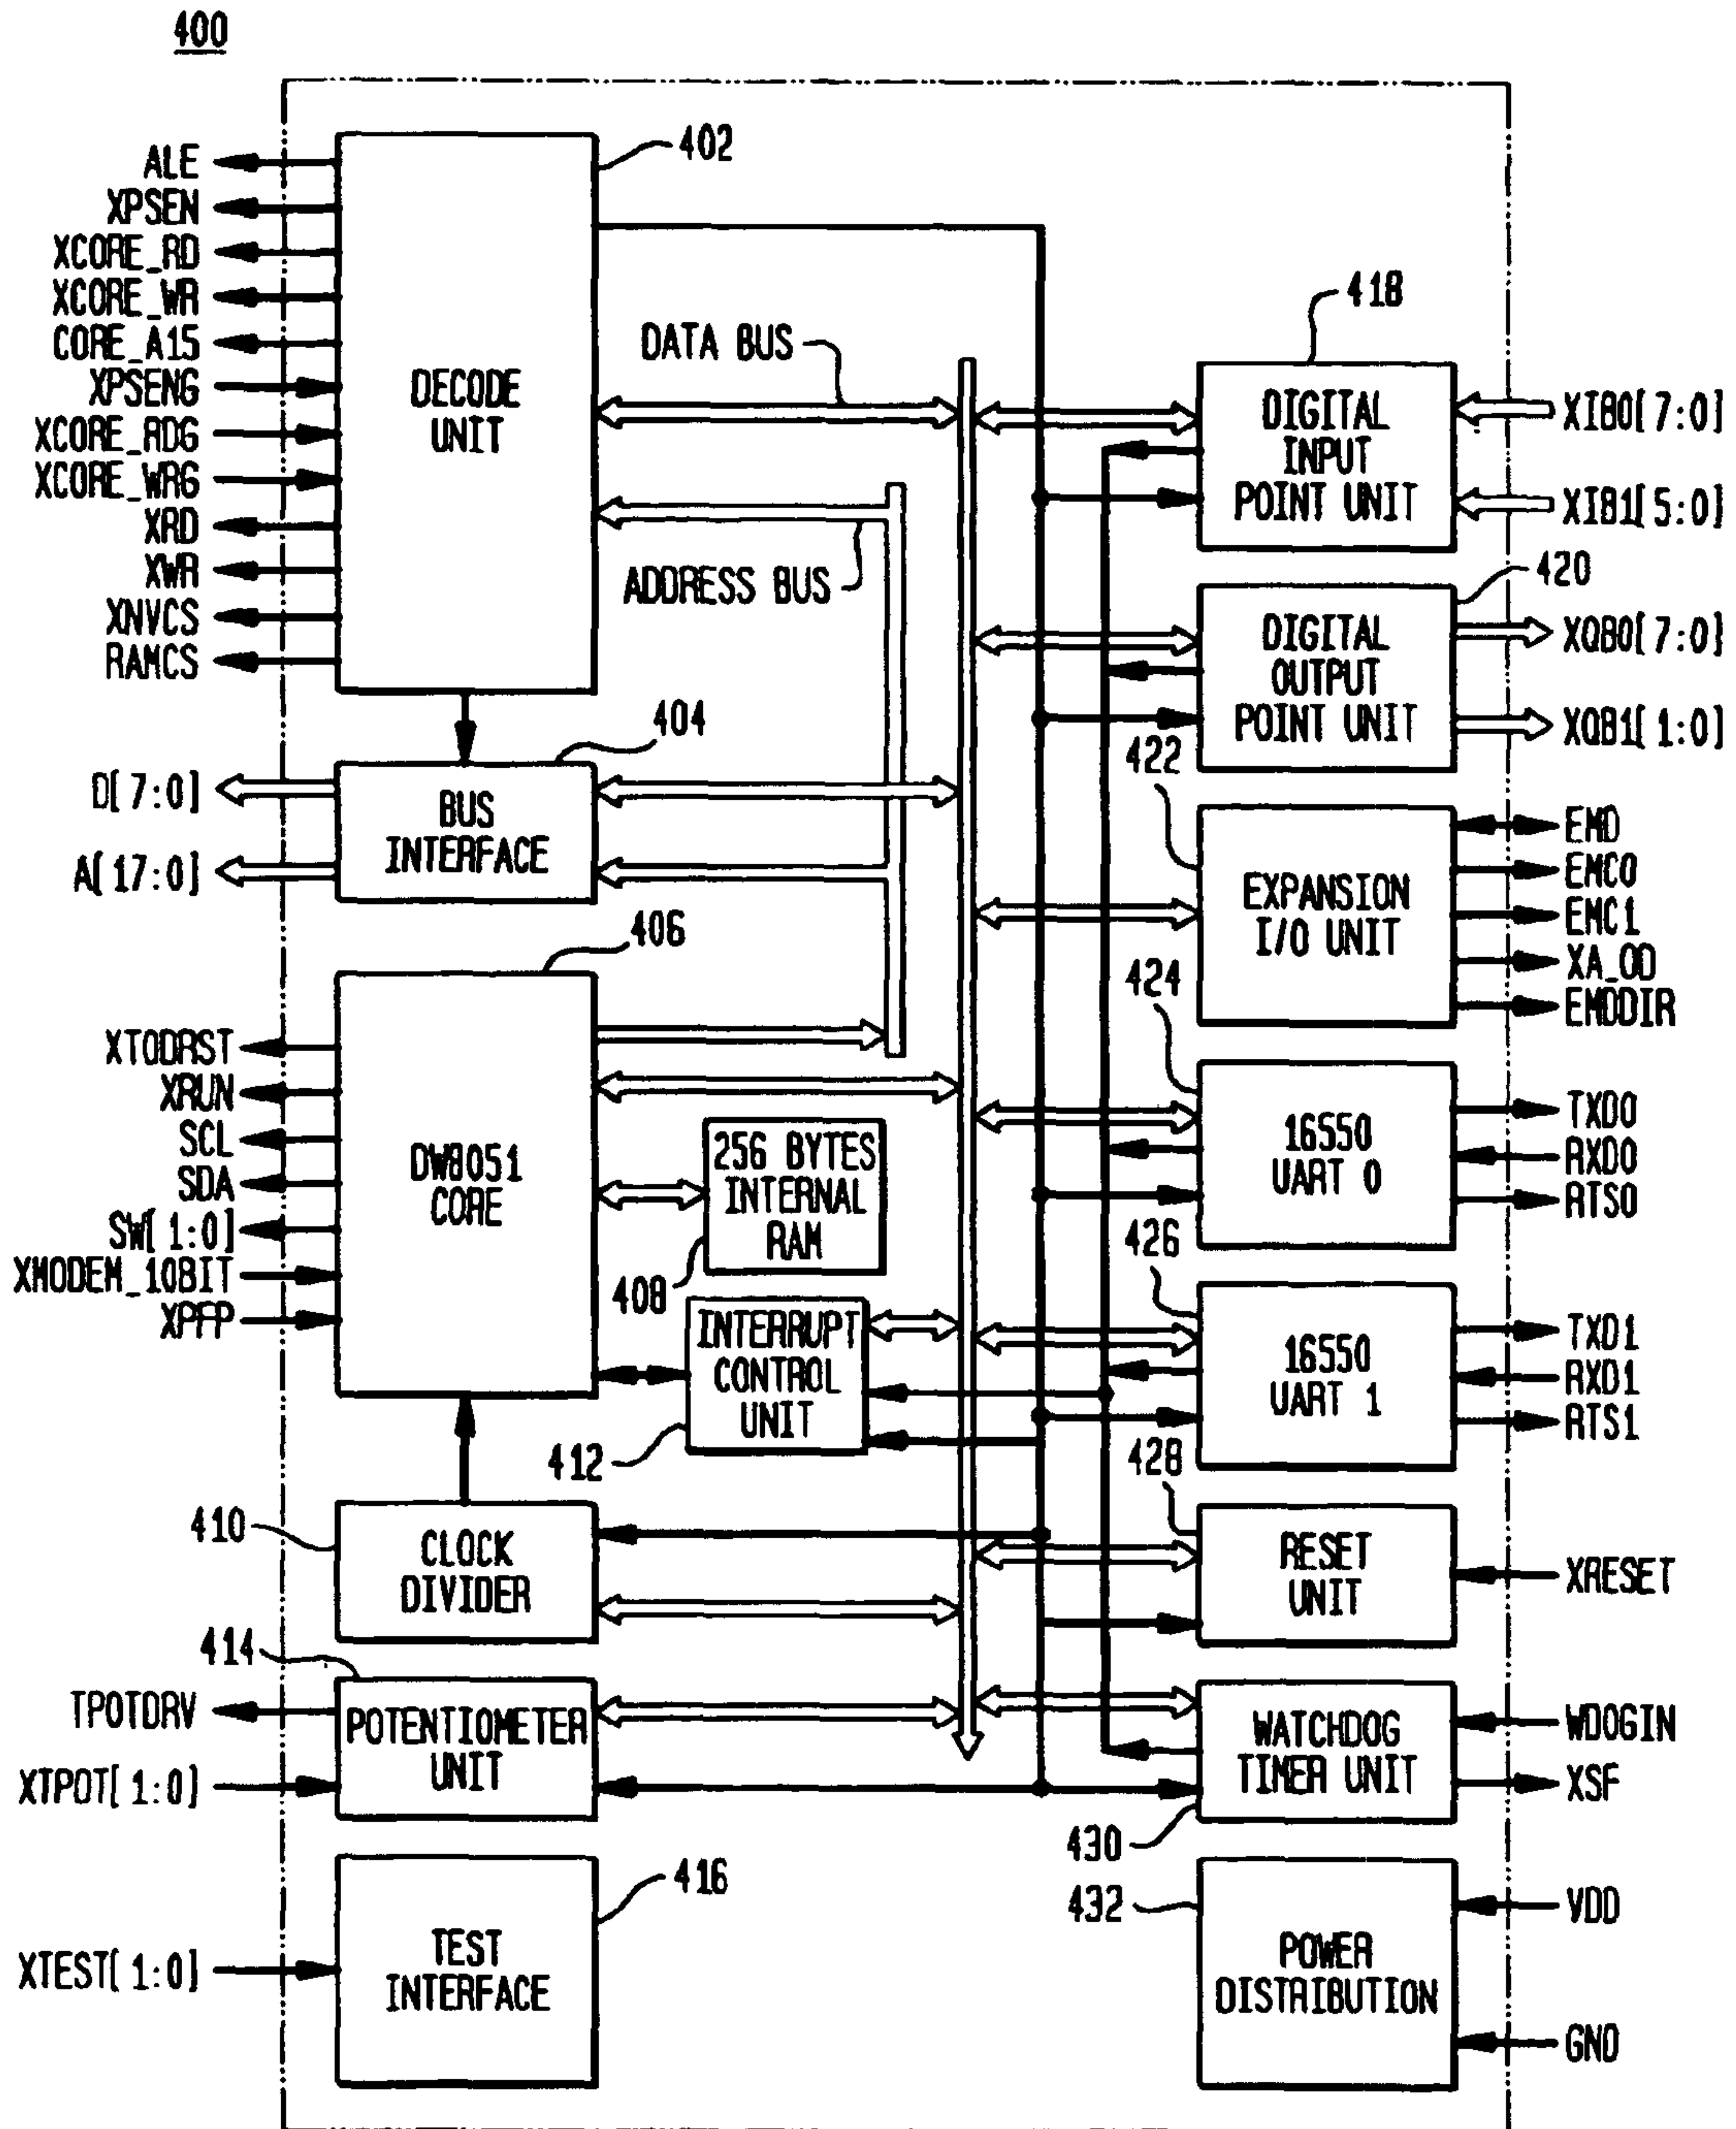 400
402
ALE
XPSEN
XCORE_RD
XCORE_WR
CORE_A15
XPSENG
XCORE_RDG
XCORE_WRG
XRD
XWR
XNVCS
RAMCS
DECODE
UNIT
DATA BUS
ADDRESS BUS
418
DIGITAL
INPUT
POINT UNIT
XIB0[7:0]
XIB1[5:0]
420
DIGITAL
OUTPUT
POINT UNIT
XQB0[7:0]
XQB1[1:0]
404
D[7:0]
A[17:0]
BUS
INTERFACE
422
EXPANSION
I/O UNIT
EMD
EMC0
EMC1
XA_OD
EMDDIR
406
XTODRST
XRUN
SCL
SDA
SW[1:0]
XMODEM_10BIT
XPFP
DW8051
CORE
256 BYTES
INTERNAL
RAM
408
INTERRUPT
CONTROL
UNIT
412
424
16550
UART 0
TXD0
RXD0
RTS0
426
16550
UART 1
TXD1
RXD1
RTS1
410
CLOCK
DIVIDER
428
RESET
UNIT
XRESET
414
TPOTDRV
XTPOT[1:0]
POTENTIOMETER
UNIT
WATCHDOG
TIMER UNIT
WDOGIN
XSF
430
416
XTEST[1:0]
TEST
INTERFACE
432
POWER
DISTRIBUTION
VDD
GND